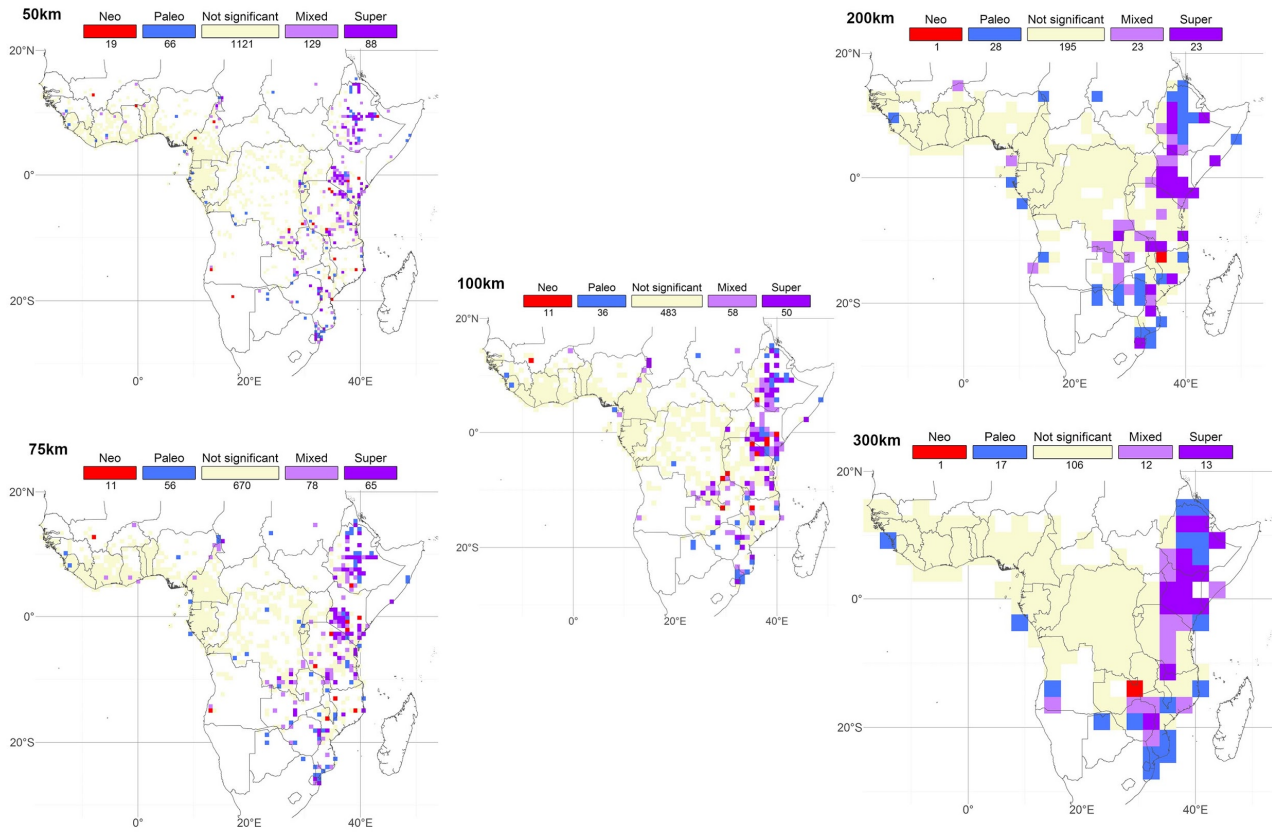 50km
Neo Paleo Not significant Mixed Super
19 66 1121 129 88
20°N
0°
20°S
0° 20°E 40°E
75km
Neo Paleo Not significant Mixed Super
11 56 670 78 65
20°N
0°
20°S
0° 20°E 40°E
100km
Neo Paleo Not significant Mixed Super
11 36 483 58 50
20°N
0°
20°S
0° 20°E 40°E
200km
Neo Paleo Not significant Mixed Super
1 28 195 23 23
20°N
0°
20°S
0° 20°E 40°E
300km
Neo Paleo Not significant Mixed Super
1 17 106 12 13
20°N
0°
20°S
0° 20°E 40°E